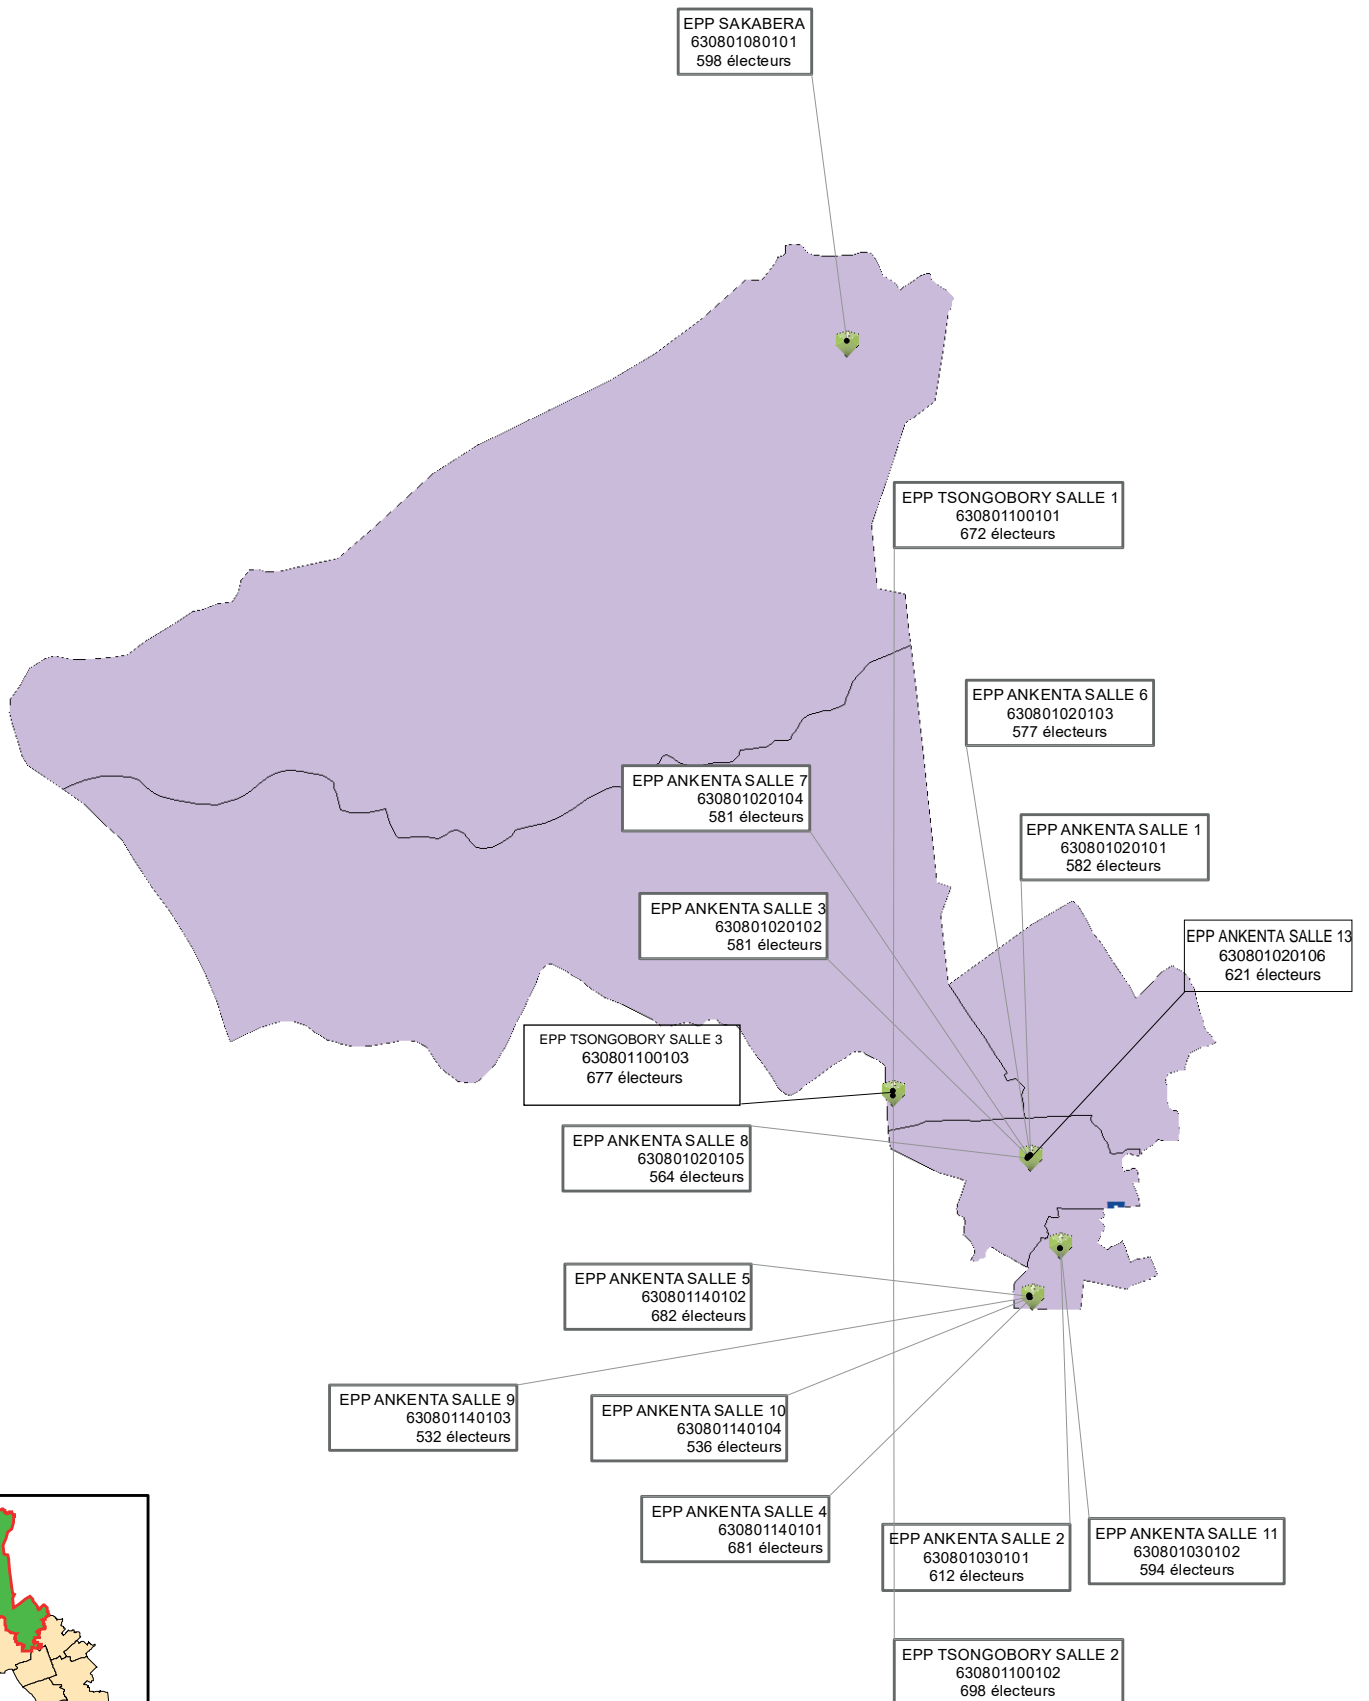 EPP SAKABERA
630801080101
598 électeurs
EPP TSONGOBORY SALLE 1
630801100101
672 électeurs
EPP ANKENTA SALLE 6
630801020103
577 électeurs
EPP ANKENTA SALLE 7
630801020104
581 électeurs
EPP ANKENTA SALLE 1
630801020101
582 électeurs
EPP ANKENTA SALLE 3
630801020102
581 électeurs
EPP ANKENTA SALLE 13
630801020106
621 électeurs
EPP TSONGOBORY SALLE 3
630801100103
677 électeurs
EPP ANKENTA SALLE 8
630801020105
564 électeurs
EPP ANKENTA SALLE 5
630801140102
682 électeurs
EPP ANKENTA SALLE 9
630801140103
532 électeurs
EPP ANKENTA SALLE 10
630801140104
536 électeurs
EPP ANKENTA SALLE 4
630801140101
681 électeurs
EPP ANKENTA SALLE 2
630801030101
612 électeurs
EPP ANKENTA SALLE 11
630801030102
594 électeurs
EPP TSONGOBORY SALLE 2
630801100102
698 électeurs